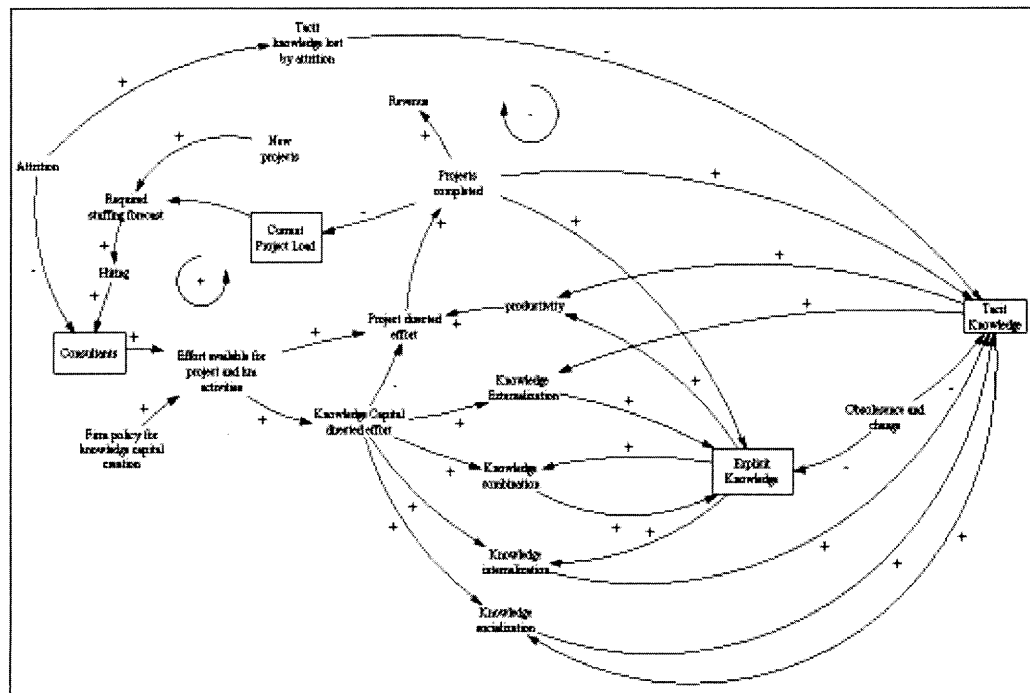 Tacit
knowledge lost
by attrition
Revenue
New
projects
Attrition
Projects
completed
Required
staffing forecast
Current
Project Load
Hiring
Tacit
Knowledge
productivity
Project directed
effort
Consultants
Effort available for
project and km
activities
Knowledge
Externalization
Obsolesence and
change
Knowledge Capital
directed effort
Firm policy for
knowledge capital
creation
Explicit
Knowledge
Knowledge
combination
Knowledge
internalization
Knowledge
socialization